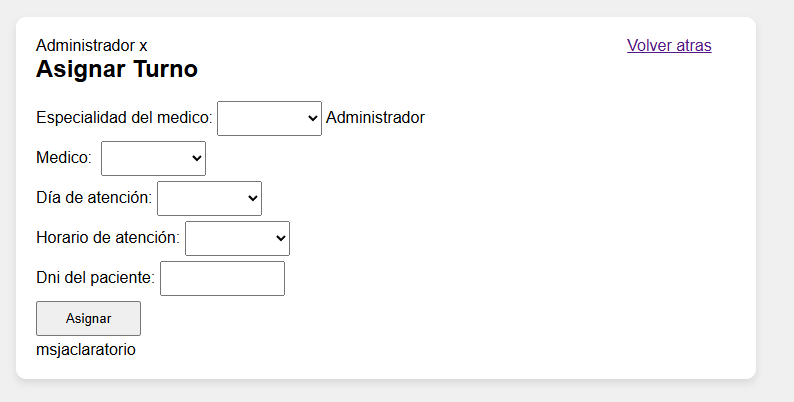 Administrador x Volver atras
Asignar Turno
Especialidad del medico: Administrador
Medico:
Día de atención:
Horario de atención:
Dni del paciente:
Asignar
msjaclaratorio